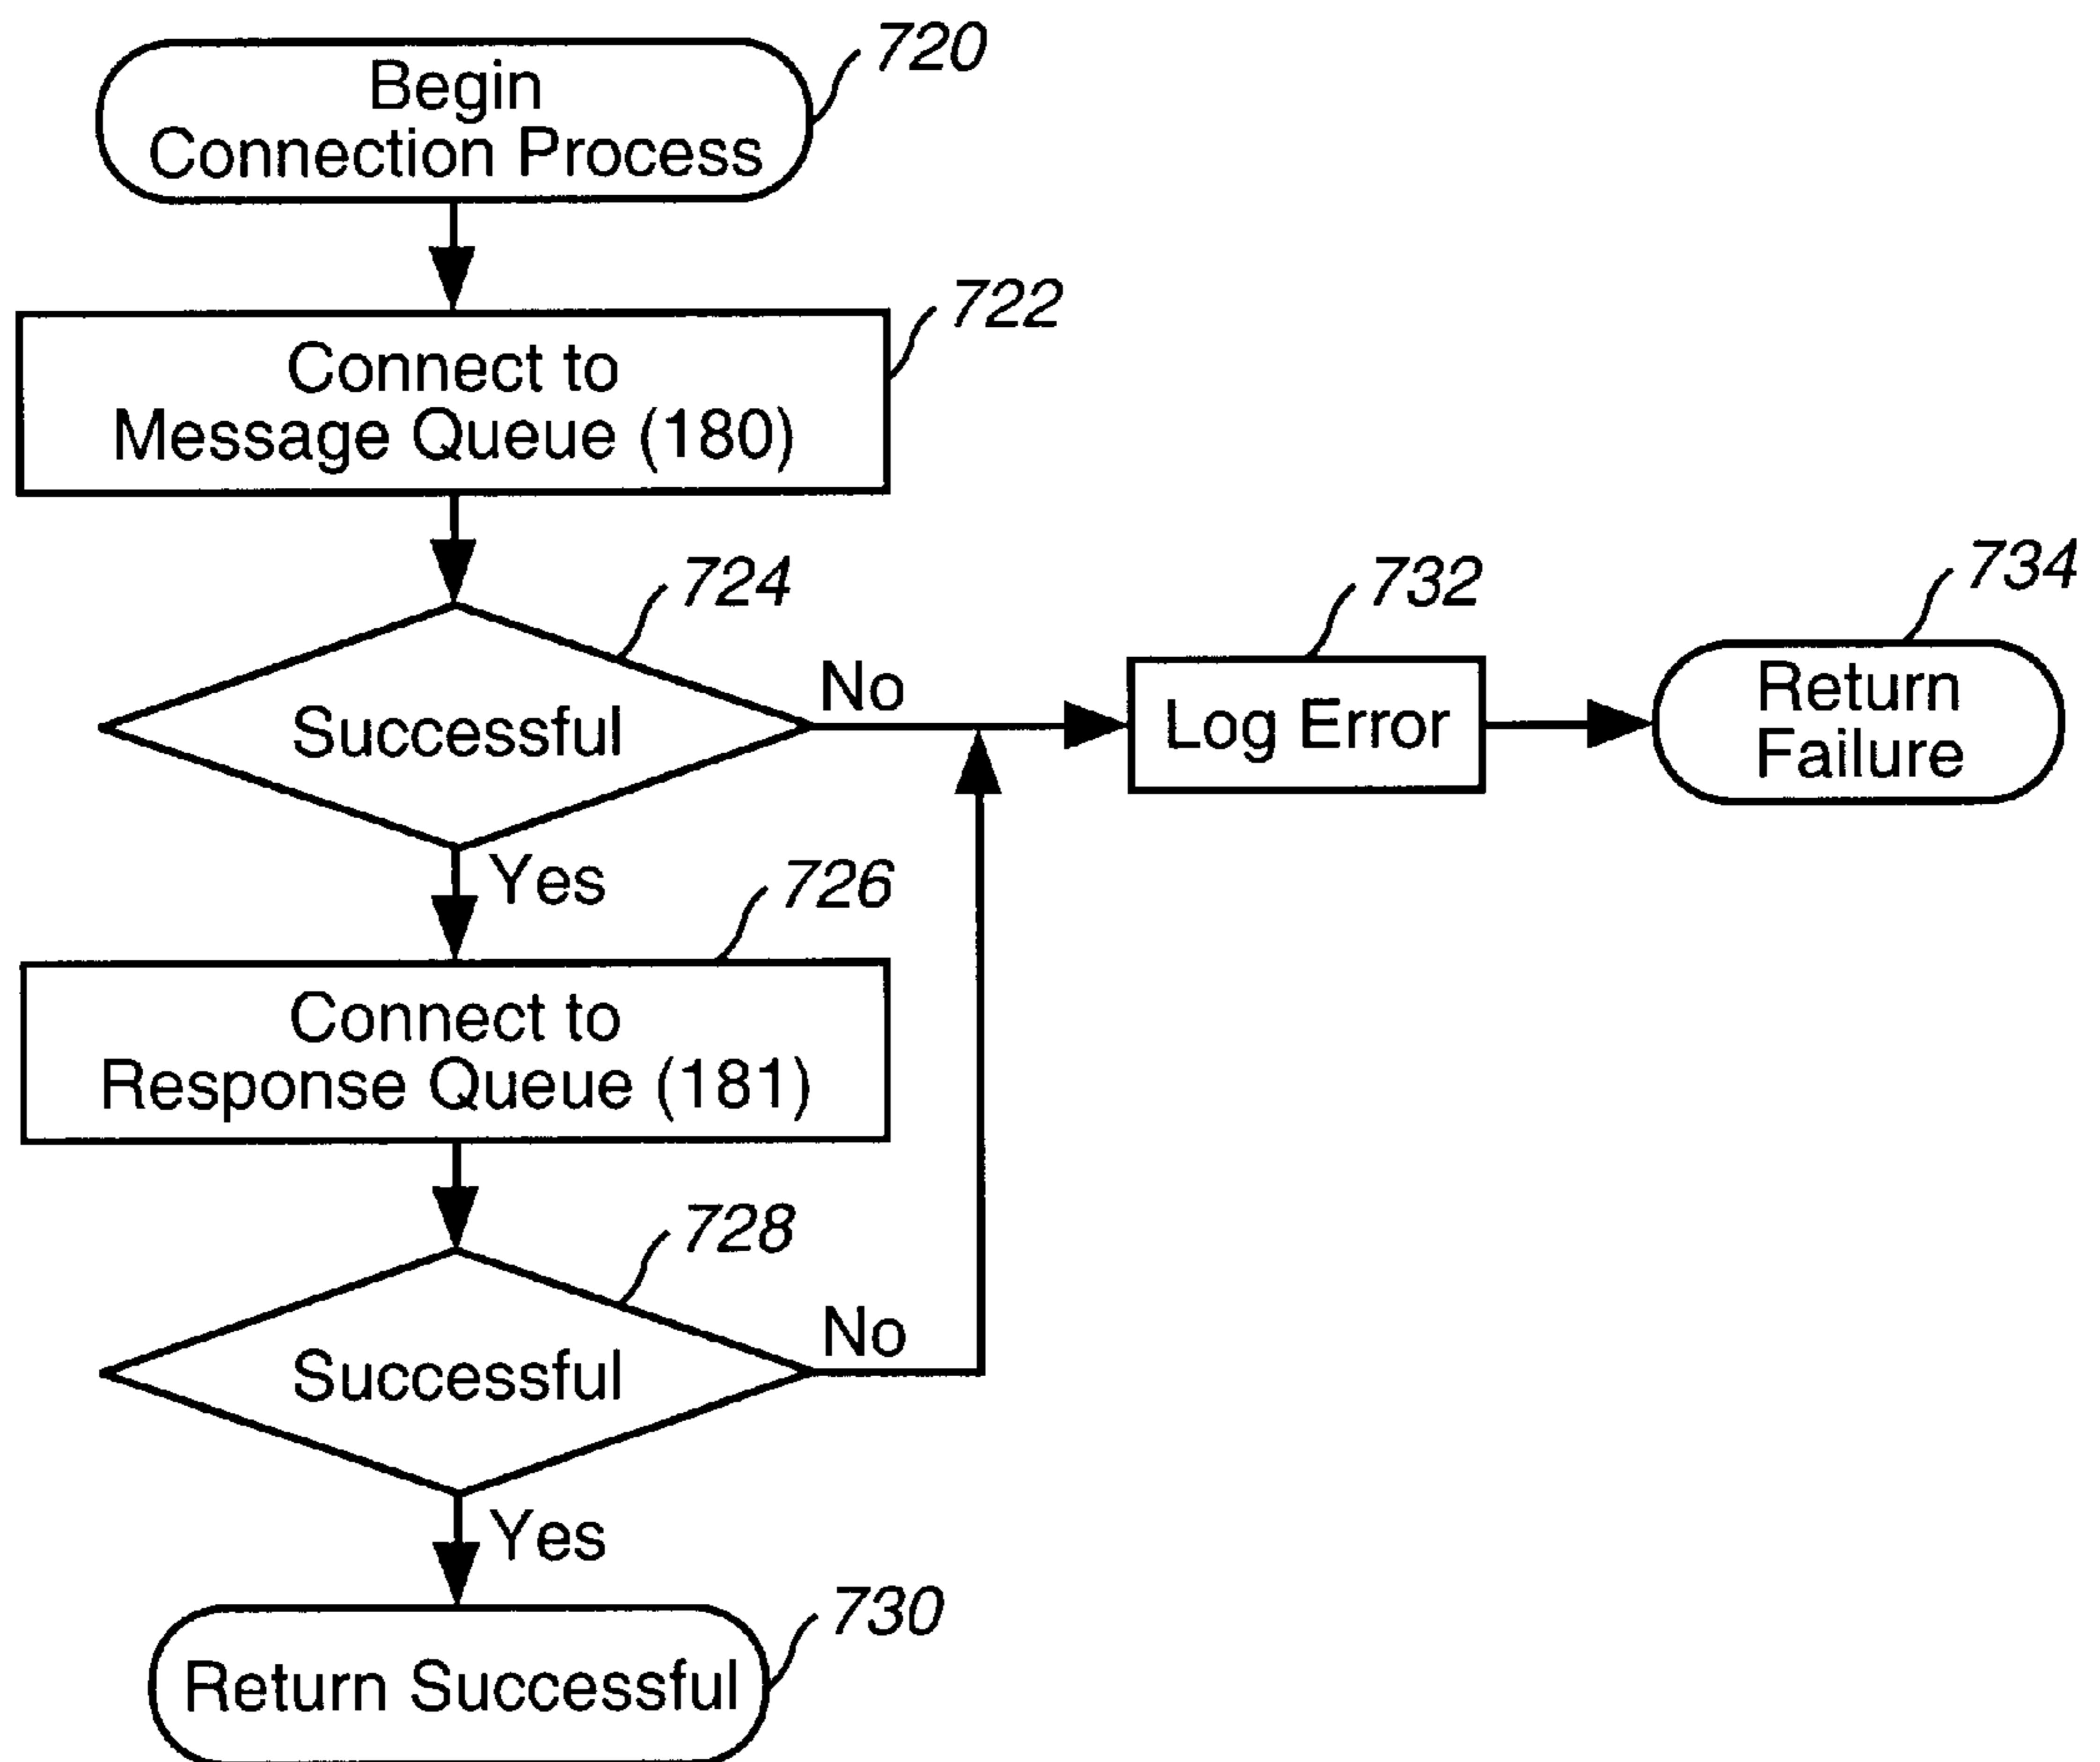 720
Begin
Connection Process
722
Connect to
Message Queue (180)
724
Successful
No
Yes
732
Log Error
734
Return
Failure
726
Connect to
Response Queue (181)
728
Successful
No
Yes
730
Return Successful